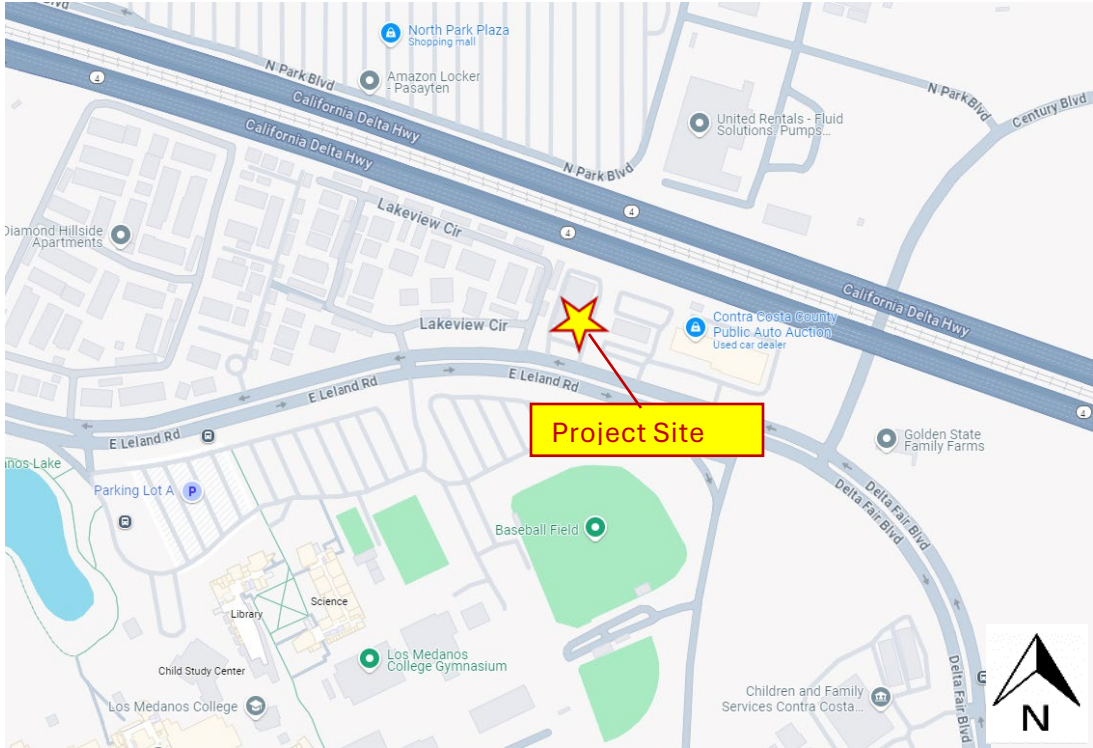 North Park Plaza
Shopping mall
N Park Blvd
Amazon Locker
- Pasayten
4
California Delta Hwy
California Delta Hwy
N Park Blvd
Century Blvd
United Rentals - Fluid
Solutions: Pumps...
N Park Blvd
Lakeview Cir
4
4
Diamond Hillside
Apartments
California Delta Hwy
Contra Costa County
Public Auto Auction
Used car dealer
Lakeview Cir
E Leland Rd
E Leland Rd
Project Site
4
E Leland Rd
Golden State
Family Farms
Parking Lot A
P
Delta Fair Blvd
Delta Fair Blvd
Baseball Field
Library
Science
Los Medanos
College Gymnasium
Child Study Center
Los Medanos College
Children and Family
Services Contra Costa...
Delta Fair Blvd
N